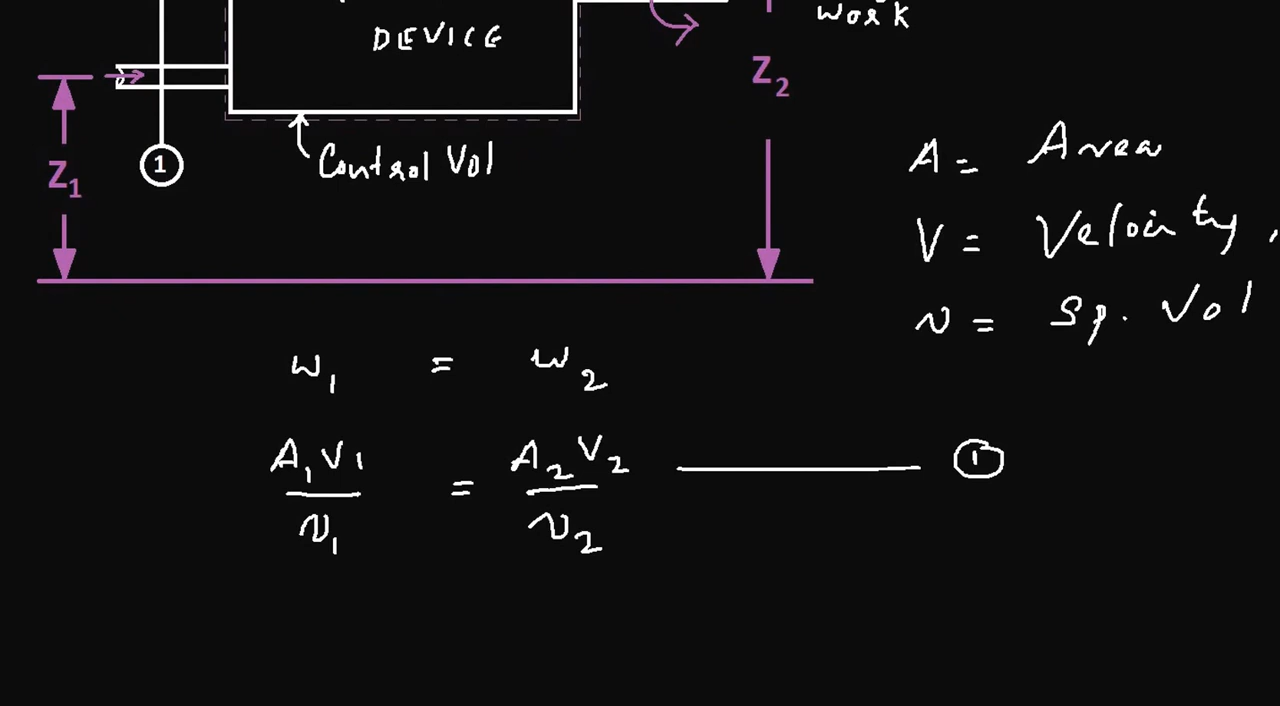 Work
DEVICE
Z₂
A = Area
1
Control Vol
Z₁
V = Velocity,
v = Sp. Vol
w₁ = w₂
A₁V₁/v₁ = A₂V₂/v₂ ——— ①